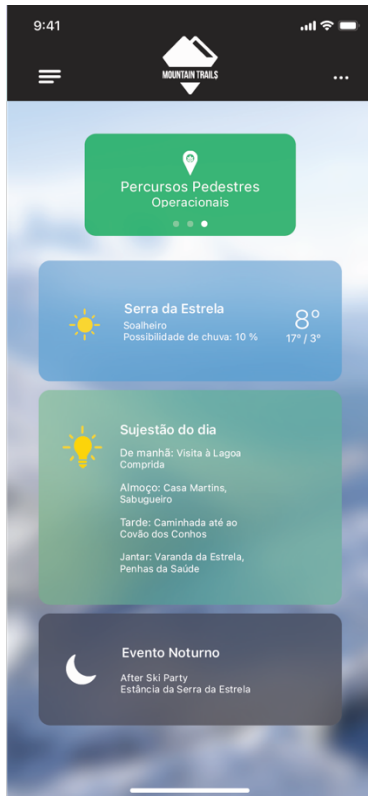 9:41
MOUNTAIN TRAILS
Percursos Pedestres
Operacionais
Serra da Estrela
Soalheiro
Possibilidade de chuva: 10 %
8°
17° / 3°
Sujestão do dia
De manhã: Visita à Lagoa
Comprida
Almoço: Casa Martins,
Sabugueiro
Tarde: Caminhada até ao
Covão dos Conhos
Jantar: Varanda da Estrela,
Penhas da Saúde
Evento Noturno
After Ski Party
Estância da Serra da Estrela